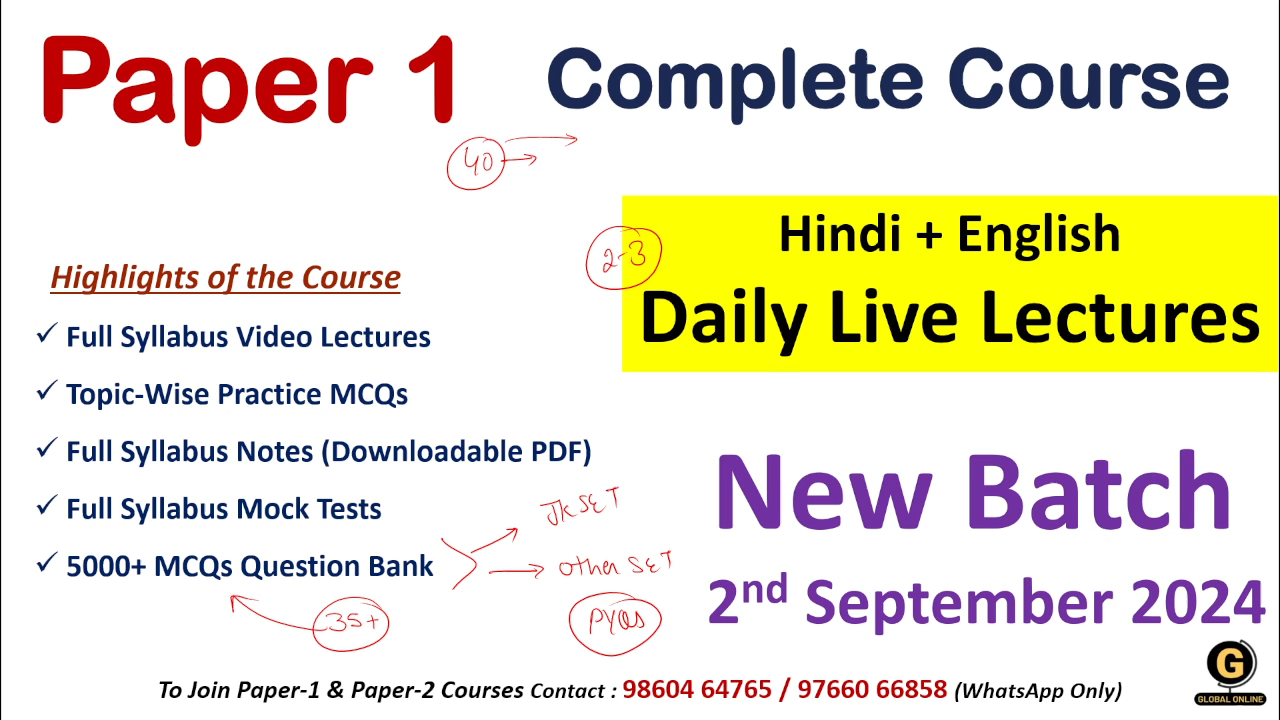 Paper 1 Complete Course
40
Hindi + English
2-3
Daily Live Lectures
Highlights of the Course
✓ Full Syllabus Video Lectures
✓ Topic-Wise Practice MCQs
✓ Full Syllabus Notes (Downloadable PDF)
✓ Full Syllabus Mock Tests
✓ 5000+ MCQs Question Bank
JKSET
Other SET
35+
PYQs
New Batch
2nd September 2024
To Join Paper-1 & Paper-2 Courses Contact : 98604 64765 / 97660 66858 (WhatsApp Only)
G
GLOBAL ONLINE